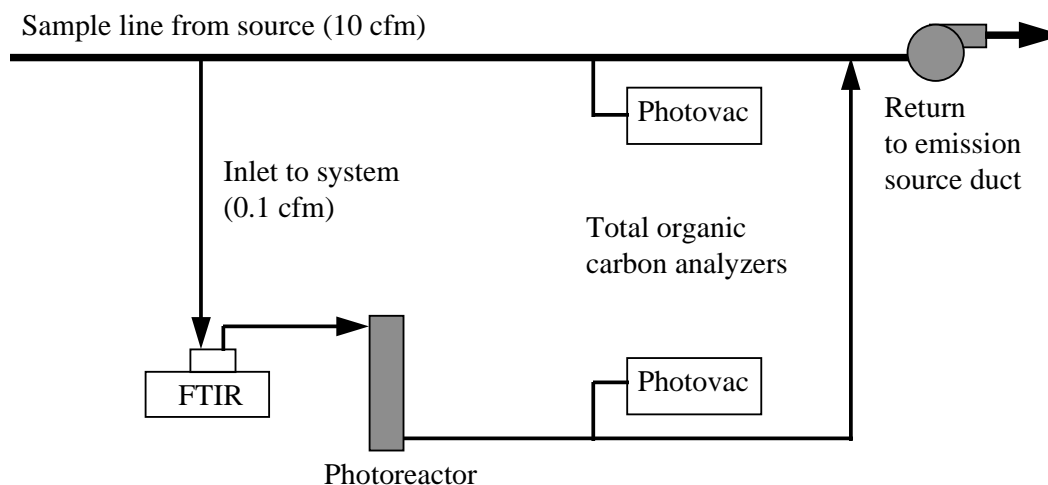 Sample line from source (10 cfm)
Photovac
Return
to emission
source duct
Inlet to system
(0.1 cfm)
Total organic
carbon analyzers
FTIR
Photovac
Photoreactor